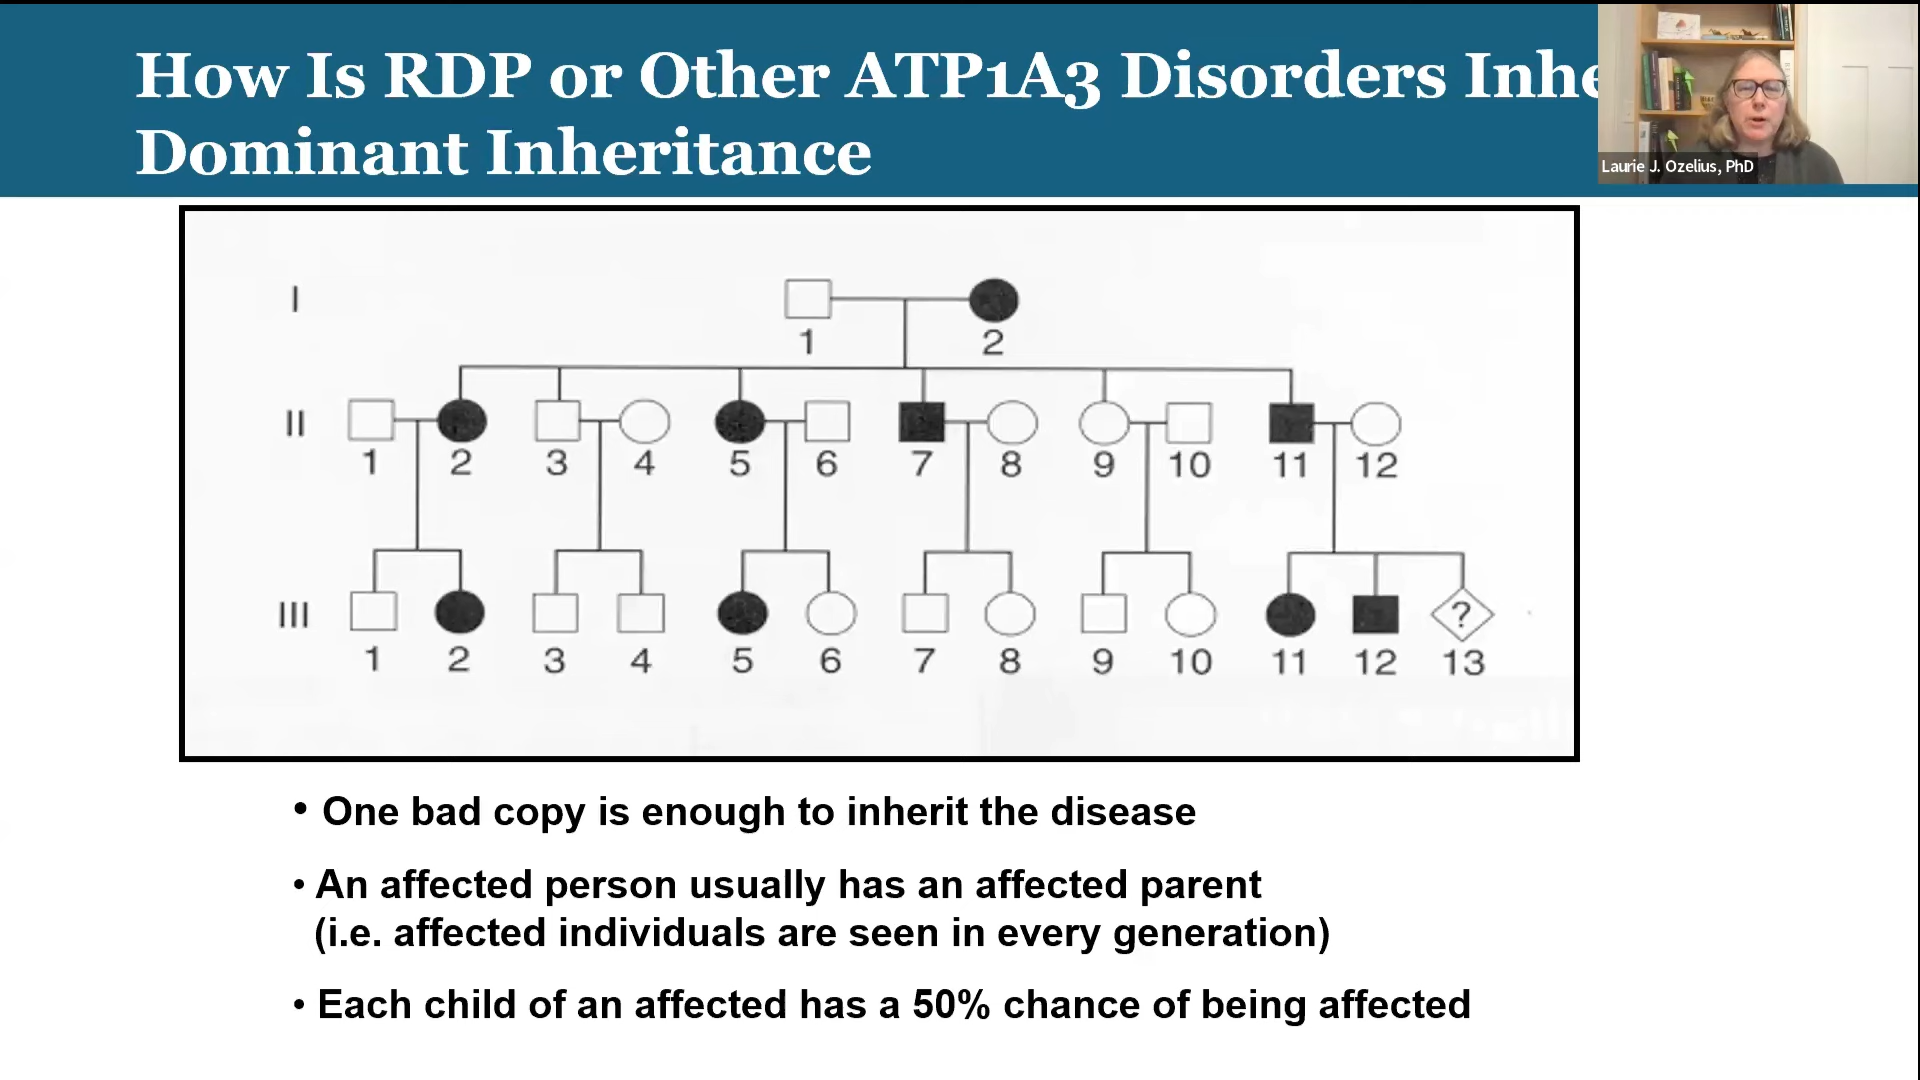 How Is RDP or Other ATP1A3 Disorders Inhe
Dominant Inheritance
Laurie J. Ozelius, PhD
I
1 2
II
1 2 3 4 5 6 7 8 9 10 11 12
III
?
1 2 3 4 5 6 7 8 9 10 11 12 13
• One bad copy is enough to inherit the disease
• An affected person usually has an affected parent
(i.e. affected individuals are seen in every generation)
• Each child of an affected has a 50% chance of being affected